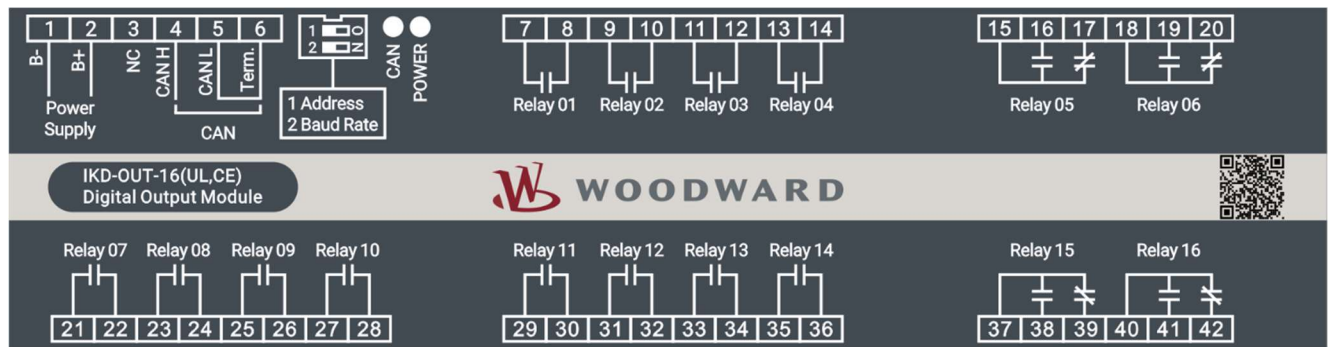 1 2 3 4 5 6
B- B+ NC CAN H CAN L Term.
Power
Supply
CAN
1 O
2 N
CAN POWER
1 Address
2 Baud Rate
7 8 9 10 11 12 13 14
Relay 01 Relay 02 Relay 03 Relay 04
15 16 17 18 19 20
Relay 05 Relay 06
IKD-OUT-16(UL,CE)
Digital Output Module
WOODWARD
Relay 07 Relay 08 Relay 09 Relay 10
21 22 23 24 25 26 27 28
Relay 11 Relay 12 Relay 13 Relay 14
29 30 31 32 33 34 35 36
Relay 15 Relay 16
37 38 39 40 41 42